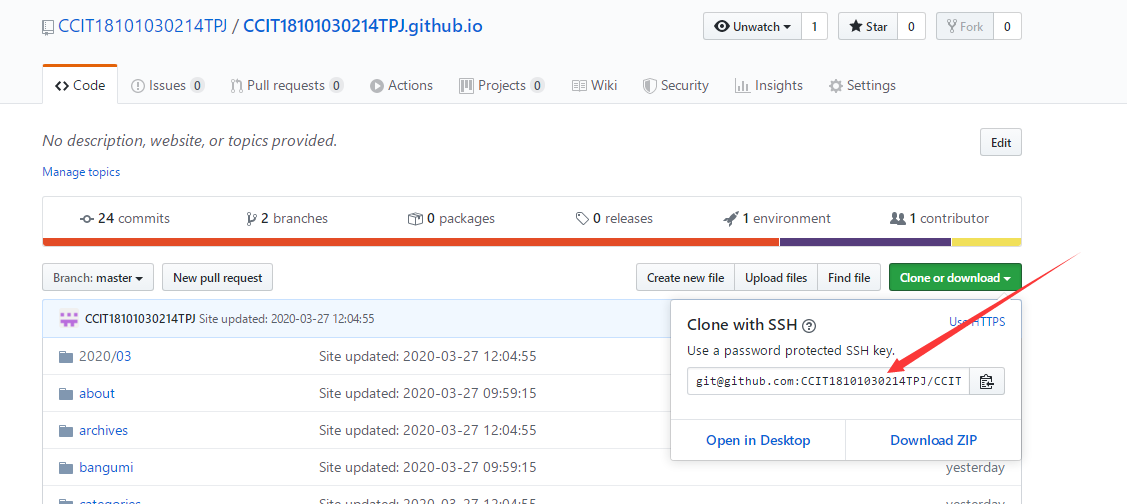 CCIT18101030214TPJ / CCIT18101030214TPJ.github.io
Unwatch 1 Star 0 Fork 0
Code Issues 0 Pull requests 0 Actions Projects 0 Wiki Security Insights Settings
No description, website, or topics provided.
Edit
Manage topics
24 commits 2 branches 0 packages 0 releases 1 environment 1 contributor
Branch: master New pull request Create new file Upload files Find file Clone or download
CCIT18101030214TPJ Site updated: 2020-03-27 12:04:55
Clone with SSH ?
Use HTTPS
Use a password protected SSH key.
git@github.com:CCIT18101030214TPJ/CCIT
Open in Desktop Download ZIP
2020/03 Site updated: 2020-03-27 12:04:55
about Site updated: 2020-03-27 09:59:15
archives Site updated: 2020-03-27 12:04:55
bangumi Site updated: 2020-03-27 09:59:15 yesterday
categories Site updated: 2020-03-27 12:04:55 yesterday